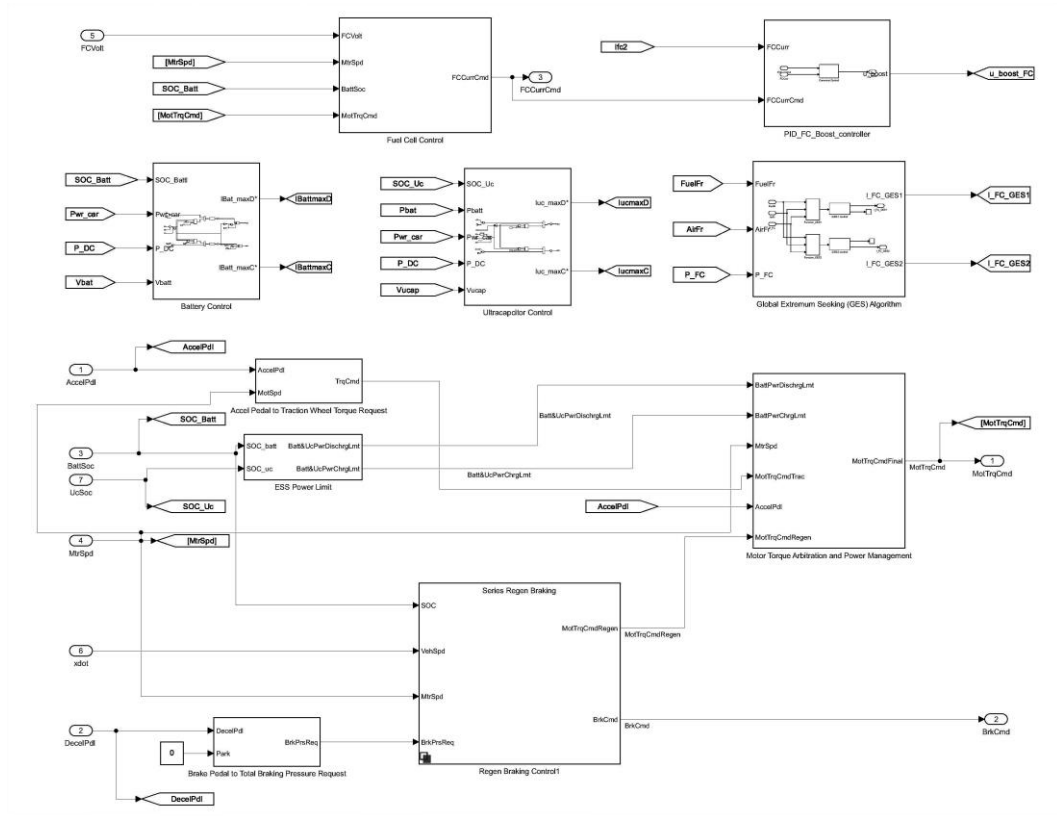 5
FCVolt
[MtrSpd]
SOC_Batt
[MotTrqCmd]
FCVolt
MtrSpd
BattSoc
MotTrqCmd
FCCurrCmd
Fuel Cell Control
3
FCCurrCmd
Ifc2
FCCurr
FCCurrCmd
u_boost
PID_FC_Boost_controller
u_boost_FC
SOC_Batt
Pwr_car
P_DC
Vbat
SOC_Batt
Pwr_car
P_DC
Vbatt
IBat_maxD*
IBatt_maxC*
Battery Control
IBattmaxD
IBattmaxC
SOC_Uc
Pbat
Pwr_car
P_DC
Vucap
SOC_Uc
Pbatt
Pwr_car
P_DC
Vucap
Iuc_maxD*
Iuc_maxC*
Ultracapcitor Control
IucmaxD
IucmaxC
FuelFr
AirFr
P_FC
FuelFr
AirFr
P_FC
I_FC_GES1
I_FC_GES2
Global Extremum Seeking (GES) Algorithm
I_FC_GES1
I_FC_GES2
AccelPdl
1
AccelPdl
AccelPdl
MotSpd
TrqCmd
Accel Pedal to Traction Wheel Torque Request
SOC_Batt
3
BattSoc
7
UcSoc
SOC_batt
SOC_uc
Batt&UcPwrDischrgLmt
Batt&UcPwrChrgLmt
ESS Power Limit
SOC_Uc
Batt&UcPwrDischrgLmt
Batt&UcPwrChrgLmt
4
MtrSpd
[MtrSpd]
AccelPdl
BattPwrDischrgLmt
BattPwrChrgLmt
MtrSpd
MotTrqCmdTrac
AccelPdl
MotTrqCmdRegen
MotTrqCmdFinal
Motor Torque Arbitration and Power Management
MotTrqCmd
[MotTrqCmd]
1
MotTrqCmd
6
xdot
Series Regen Braking
SOC
VehSpd
MtrSpd
BrkPrsReq
MotTrqCmdRegen
BrkCmd
Regen Braking Control1
MotTrqCmdRegen
BrkCmd
2
BrkCmd
2
DecelPdl
0
DecelPdl
Park
BrkPrsReq
Brake Pedal to Total Braking Pressure Request
DecelPdl